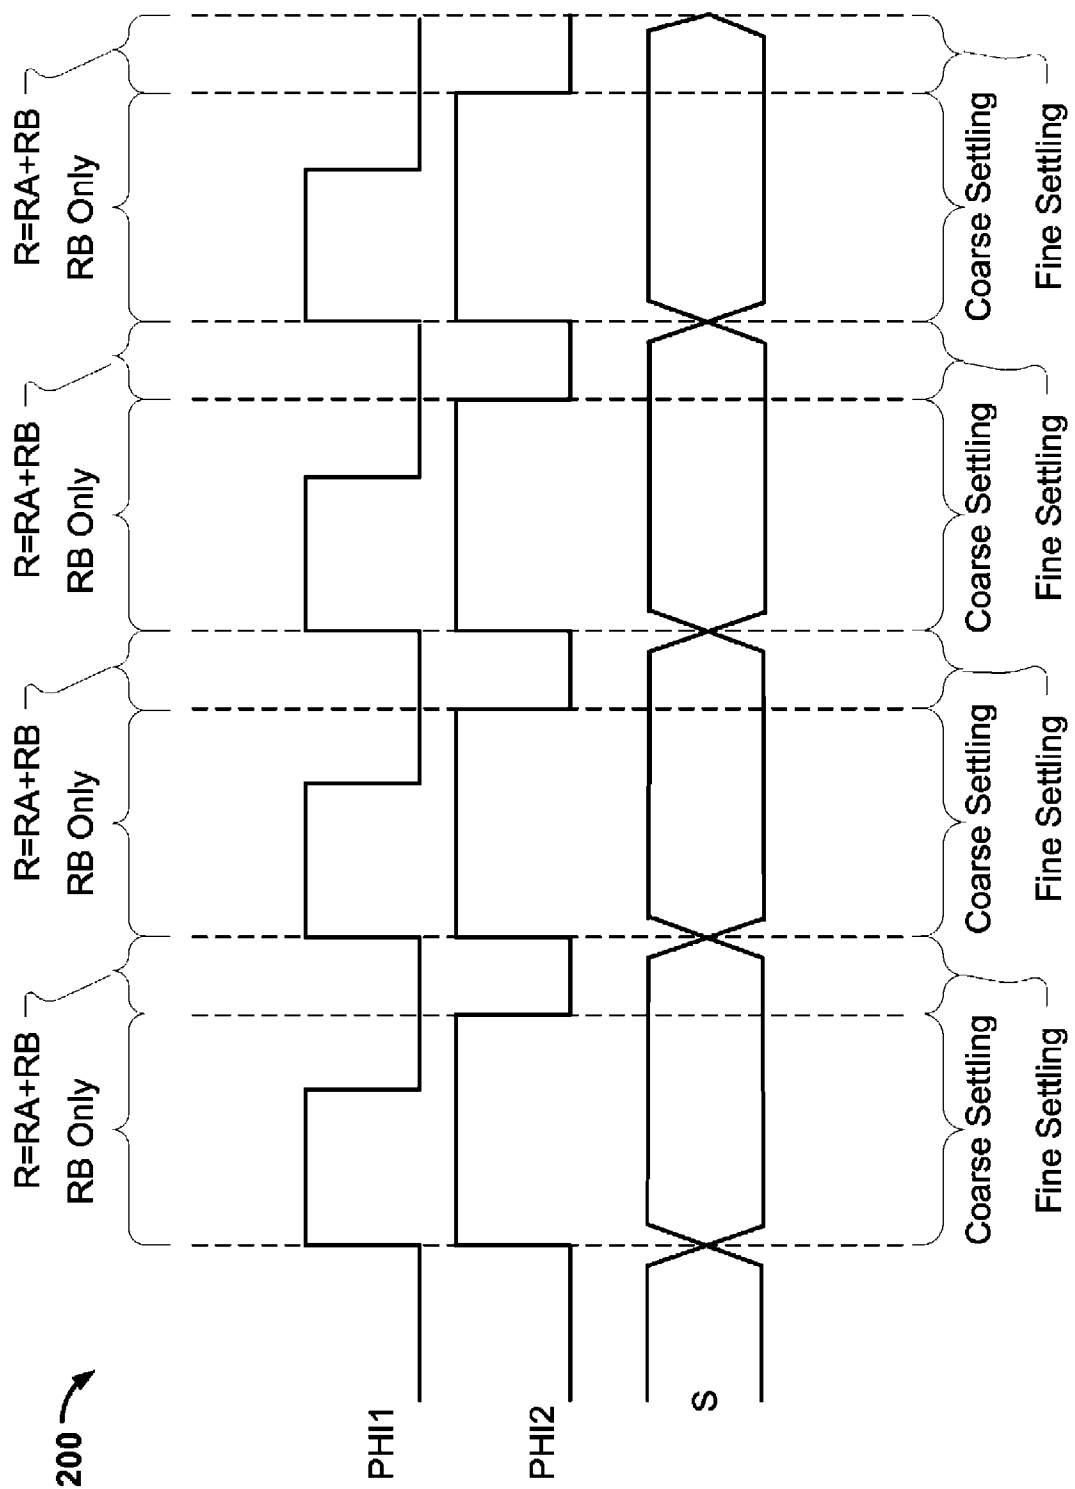 R=RA+RB
R=RA+RB
R=RA+RB
R=RA+RB
RB Only
RB Only
RB Only
RB Only
200
PHI1
PHI2
S
Coarse Settling
Coarse Settling
Coarse Settling
Coarse Settling
Fine Settling
Fine Settling
Fine Settling
Fine Settling